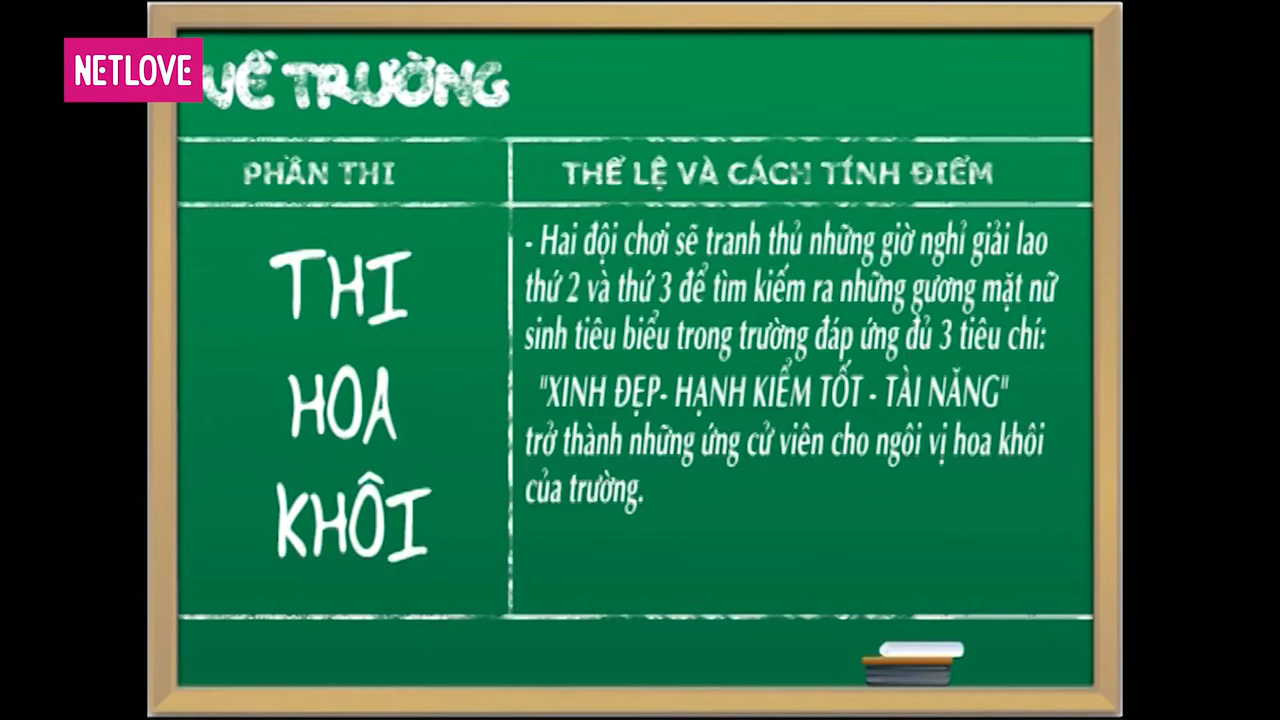 NETLOVE
VỀ TRƯỜNG
PHẦN THI
THỂ LỆ VÀ CÁCH TÍNH ĐIỂM
THI
HOA
KHÔI
- Hai đội chơi sẽ tranh thủ những giờ nghỉ giải lao
thứ 2 và thứ 3 để tìm kiếm ra những gương mặt nữ
sinh tiêu biểu trong trường đáp ứng đủ 3 tiêu chí:
"XINH ĐẸP- HẠNH KIỂM TỐT - TÀI NĂNG"
trở thành những ứng cử viên cho ngôi vị hoa khôi
của trường.